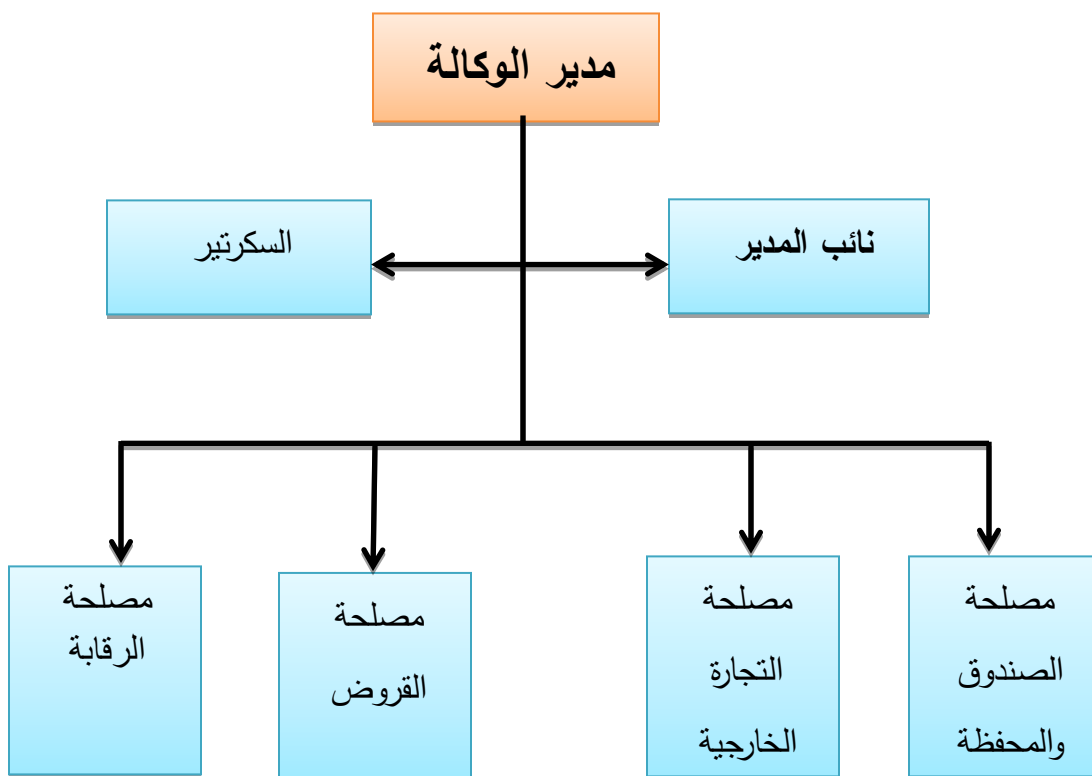 مدير الوكالة
نائب المدير
السكرتير
مصلحة
الصندوق
والمحفظة
مصلحة
التجارة
الخارجية
مصلحة
القروض
مصلحة
الرقابة